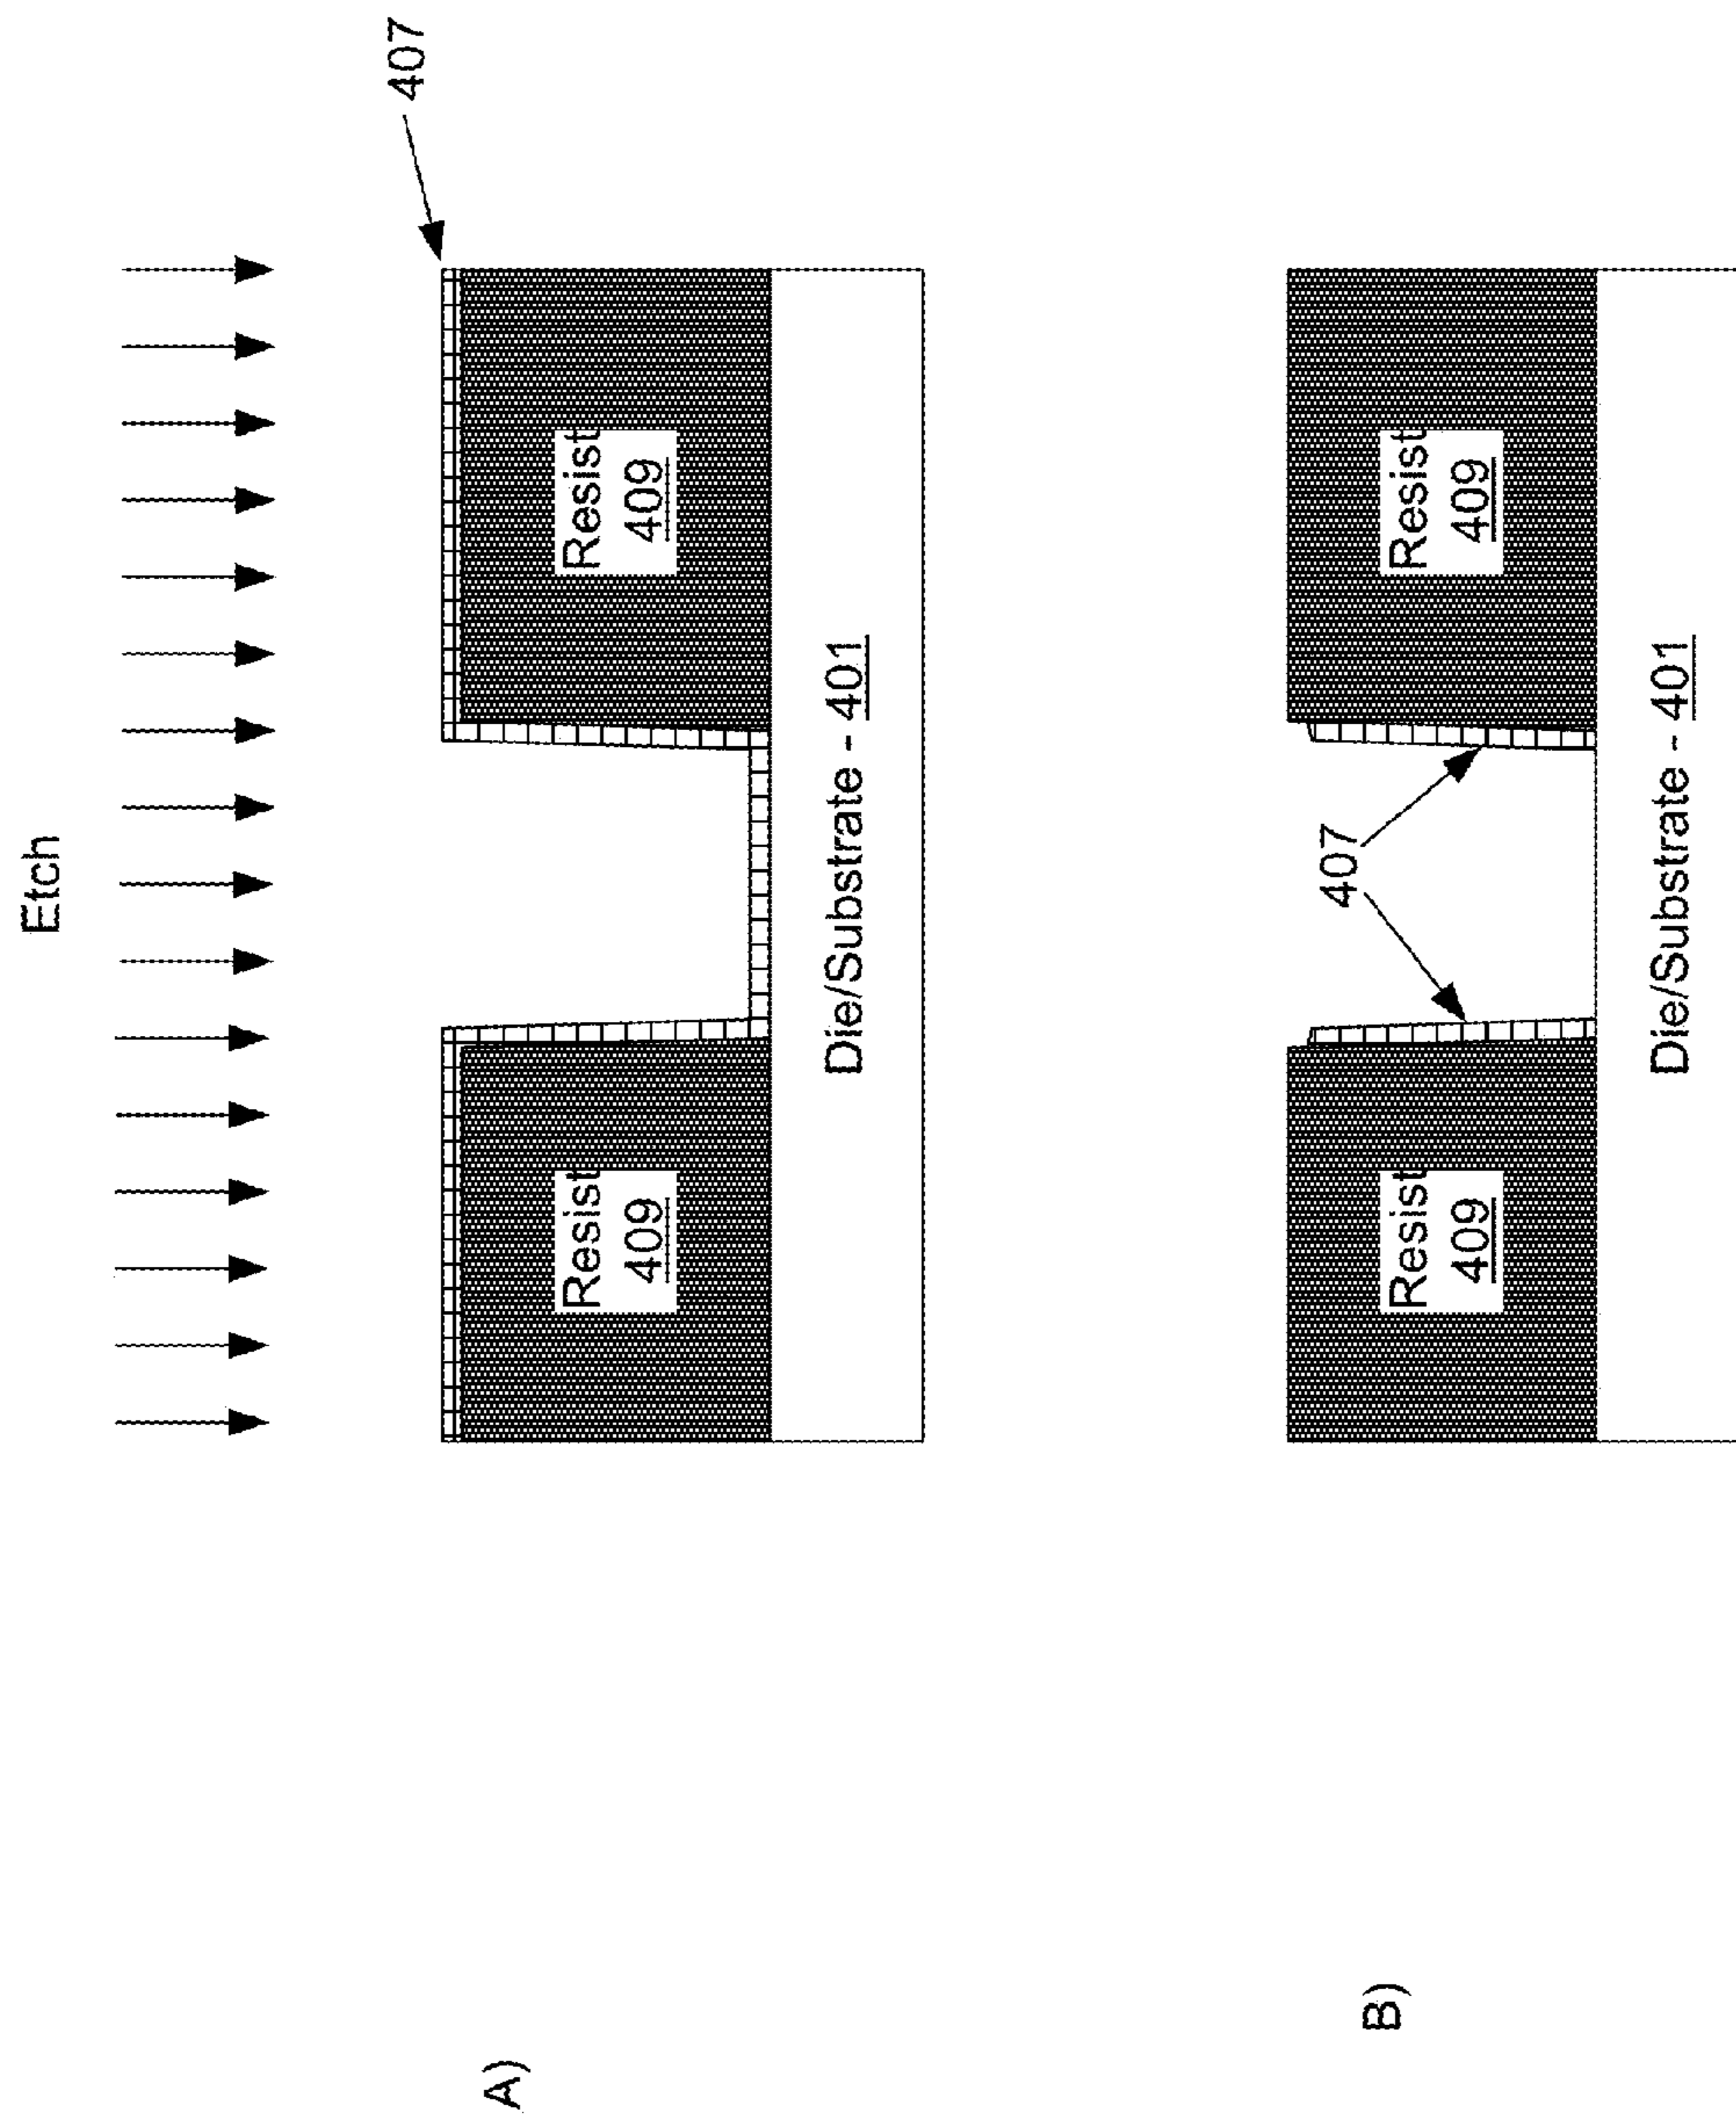 Etch
407
A)
Resist
409
Resist
409
Die/Substrate - 401
407
B)
Resist
409
Resist
409
Die/Substrate - 401